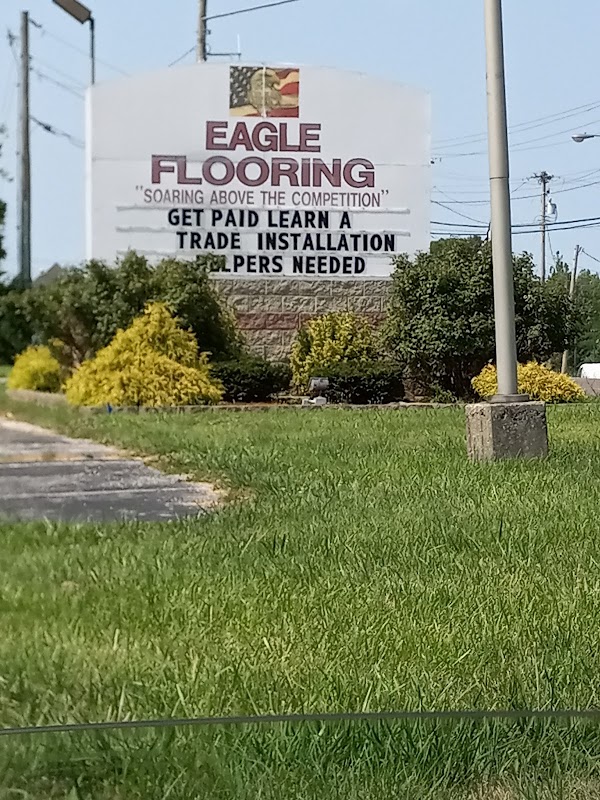 EAGLE
FLOORING
"SOARING ABOVE THE COMPETITION"
GET PAID LEARN A
TRADE INSTALLATION
HELPERS NEEDED